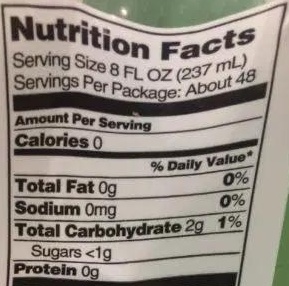 Nutrition Facts
Serving Size 8 FL OZ (237 mL)
Servings Per Package: About 48
Amount Per Serving
Calories 0
% Daily Value*
Total Fat 0g 0%
Sodium 0mg 0%
Total Carbohydrate 2g 1%
Sugars <1g
Protein 0g